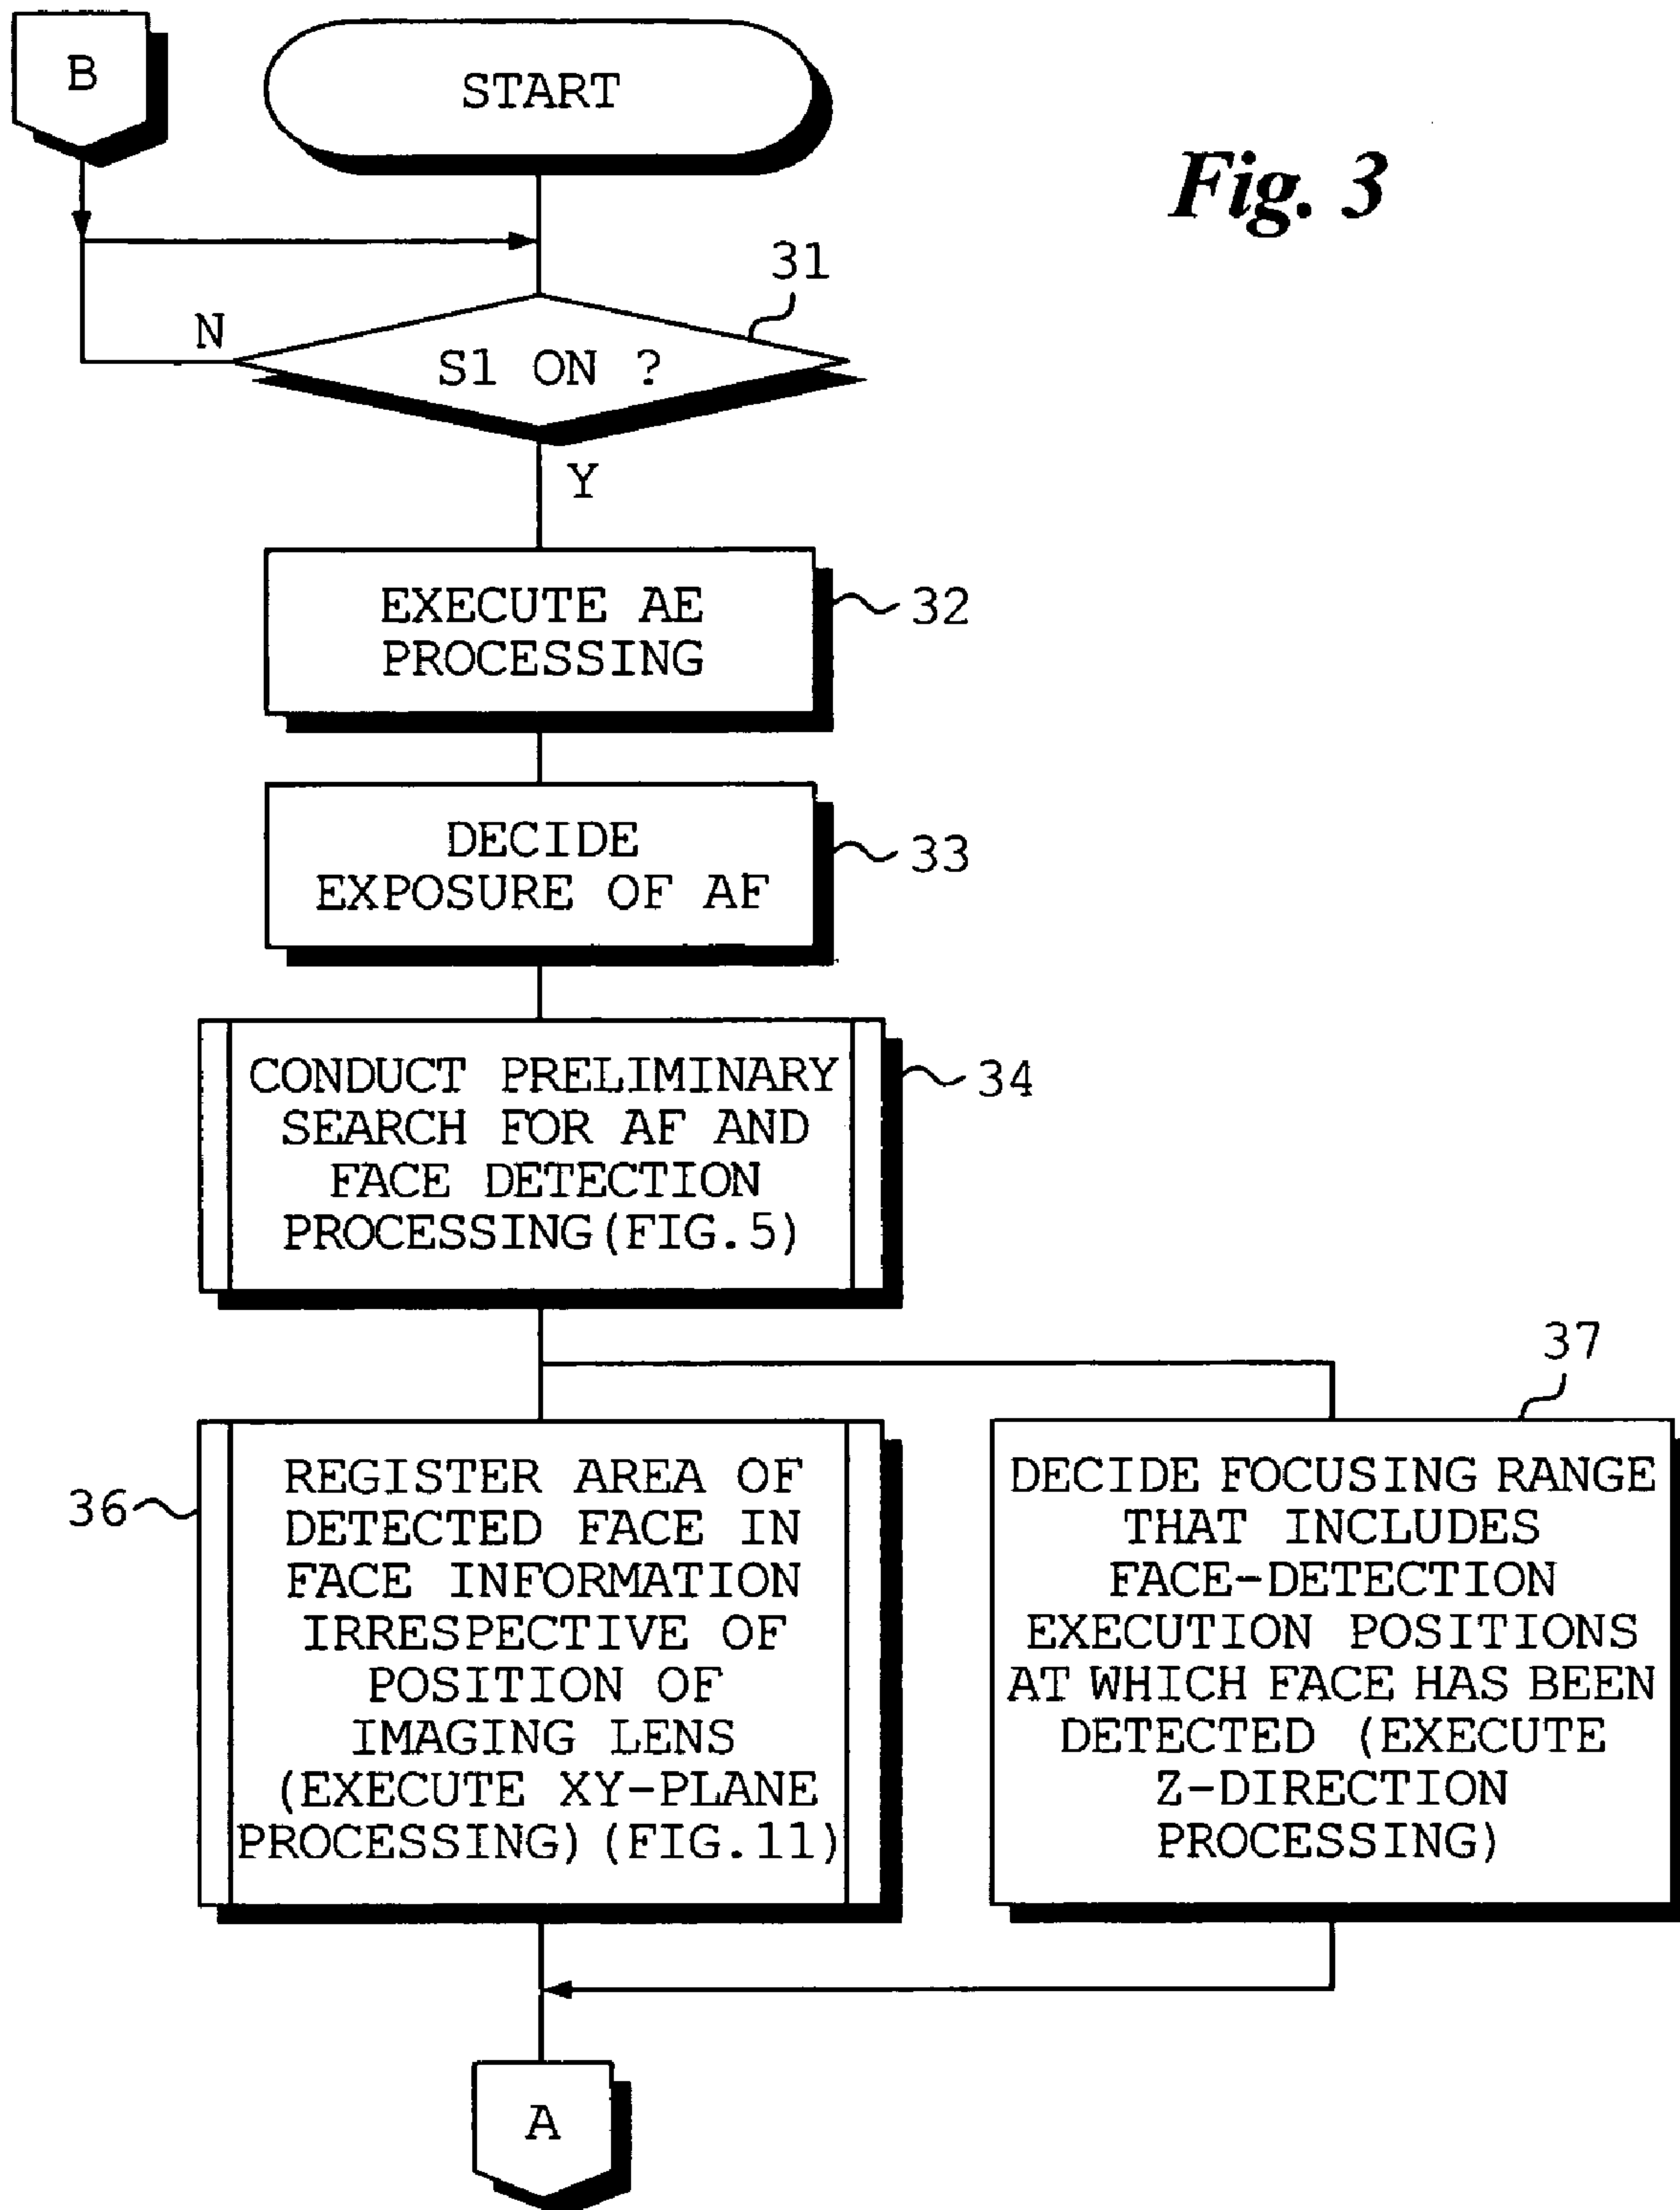 B
START
Fig. 3
31
N
S1 ON ?
Y
EXECUTE AE
PROCESSING
32
DECIDE
EXPOSURE OF AF
33
CONDUCT PRELIMINARY
SEARCH FOR AF AND
FACE DETECTION
PROCESSING(FIG.5)
34
36
REGISTER AREA OF
DETECTED FACE IN
FACE INFORMATION
IRRESPECTIVE OF
POSITION OF
IMAGING LENS
(EXECUTE XY-PLANE
PROCESSING)(FIG.11)
37
DECIDE FOCUSING RANGE
THAT INCLUDES
FACE-DETECTION
EXECUTION POSITIONS
AT WHICH FACE HAS BEEN
DETECTED (EXECUTE
Z-DIRECTION
PROCESSING)
A